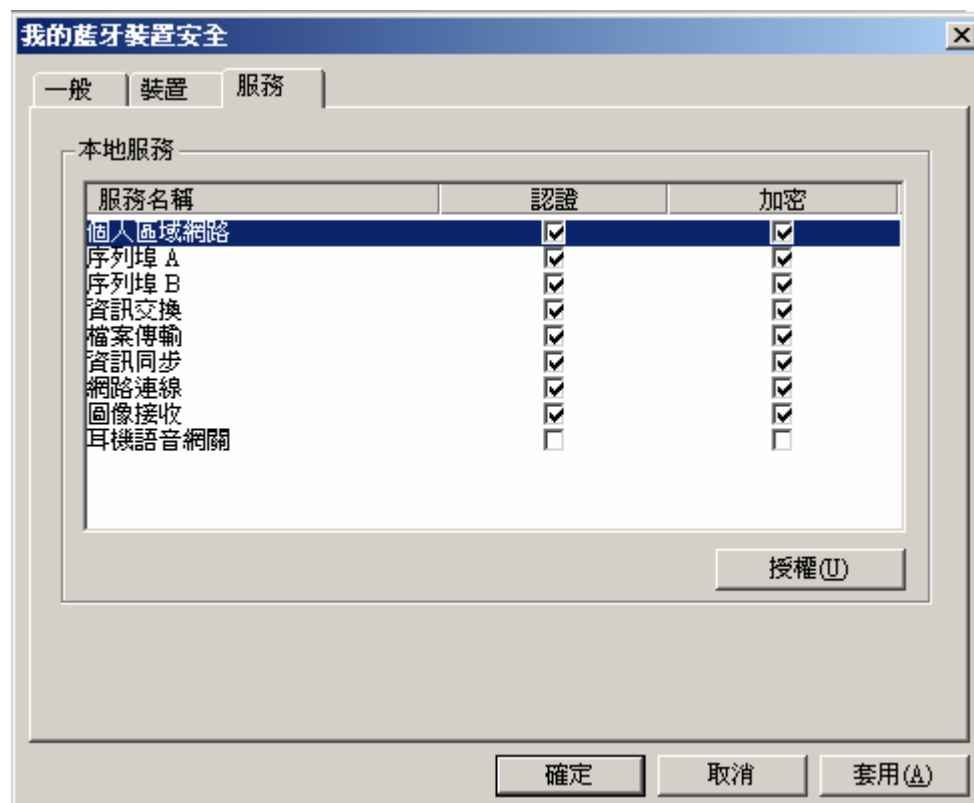 我的藍牙裝置安全
一般 裝置 服務
本地服務
服務名稱 認證 加密
個人區域網路
序列埠 A
序列埠 B
資訊交換
檔案傳輸
資訊同步
網路連線
圖像接收
耳機語音網關
授權(U)
確定 取消 套用(A)